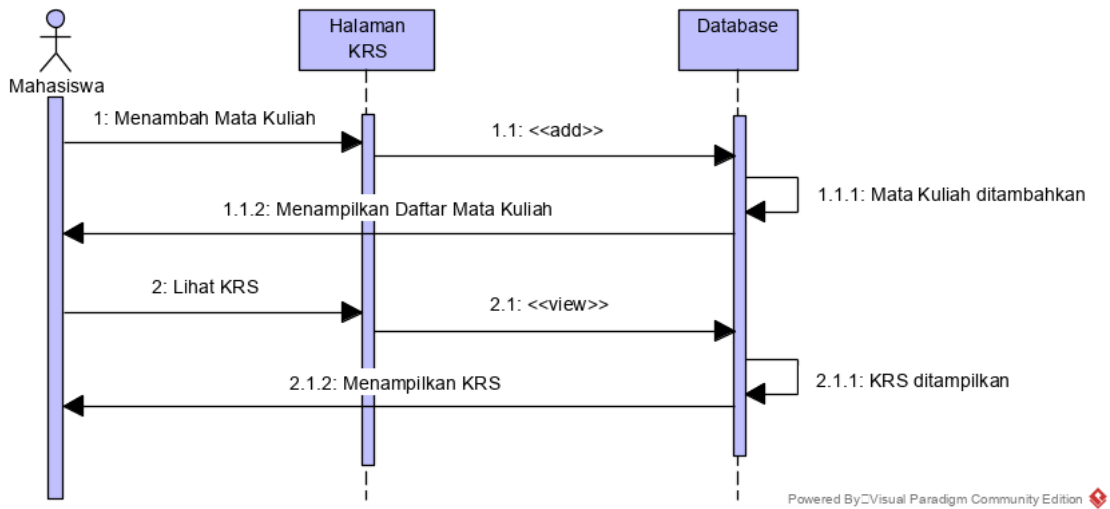 Halaman
KRS
Database
Mahasiswa
1: Menambah Mata Kuliah
1.1: <<add>>
1.1.1: Mata Kuliah ditambahkan
1.1.2: Menampilkan Daftar Mata Kuliah
2: Lihat KRS
2.1: <<view>>
2.1.1: KRS ditampilkan
2.1.2: Menampilkan KRS
Powered By Visual Paradigm Community Edition